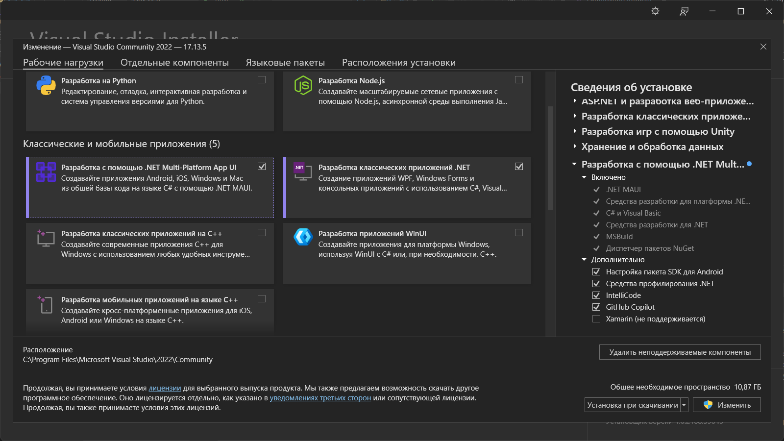 Visual Studio Installer
Изменение — Visual Studio Community 2022 — 17.13.5
Рабочие нагрузки
Отдельные компоненты
Языковые пакеты
Расположения установки
Разработка на Python
Редактирование, отладка, интерактивная разработка и
система управления версиями для Python.
Разработка Node.js
Создавайте масштабируемые сетевые приложения с
помощью Node.js, асинхронной среды выполнения Ja...
Классические и мобильные приложения (5)
Разработка с помощью .NET Multi-Platform App UI
Создавайте приложения Android, iOS, Windows и Mac
из общей базы кода на языке C# с помощью .NET MAUI.
Разработка классических приложений .NET
Создание приложений WPF, Windows Forms и
консольных приложений с использованием C#, Visual...
Разработка классических приложений на C++
Создавайте современные приложения C++ для
Windows с использованием любых удобных инструме...
Разработка приложений WinUI
Создавайте приложения для платформы Windows,
используя WinUI с C# или, при необходимости, C++.
Разработка мобильных приложений на языке C++
Создавайте кросс-платформенные приложения для iOS,
Android или Windows на языке C++.
Сведения об установке
ASP.NET и разработка веб-приложе...
Разработка классических приложе...
Разработка игр с помощью Unity
Хранение и обработка данных
Разработка с помощью .NET Mult...
Включено
.NET MAUI
Средства разработки для платформы .NE...
C# и Visual Basic
Средства разработки для .NET
MSBuild
Диспетчер пакетов NuGet
Дополнительно
Настройка пакета SDK для Android
Средства профилирования .NET
IntelliCode
GitHub Copilot
Xamarin (не поддерживается)
Расположение
C:\Program Files\Microsoft Visual Studio\2022\Community
Удалить неподдерживаемые компоненты
Продолжая, вы принимаете условия лицензии для выбранного выпуска продукта. Мы также предлагаем возможность скачать другое
программное обеспечение. Оно лицензируется отдельно, как указано в уведомлениях третьих сторон или сопутствующей лицензии.
Продолжая, вы также принимаете условия этих лицензий.
Общее необходимое пространство 10,87 ГБ
Установка при скачивании
Изменить